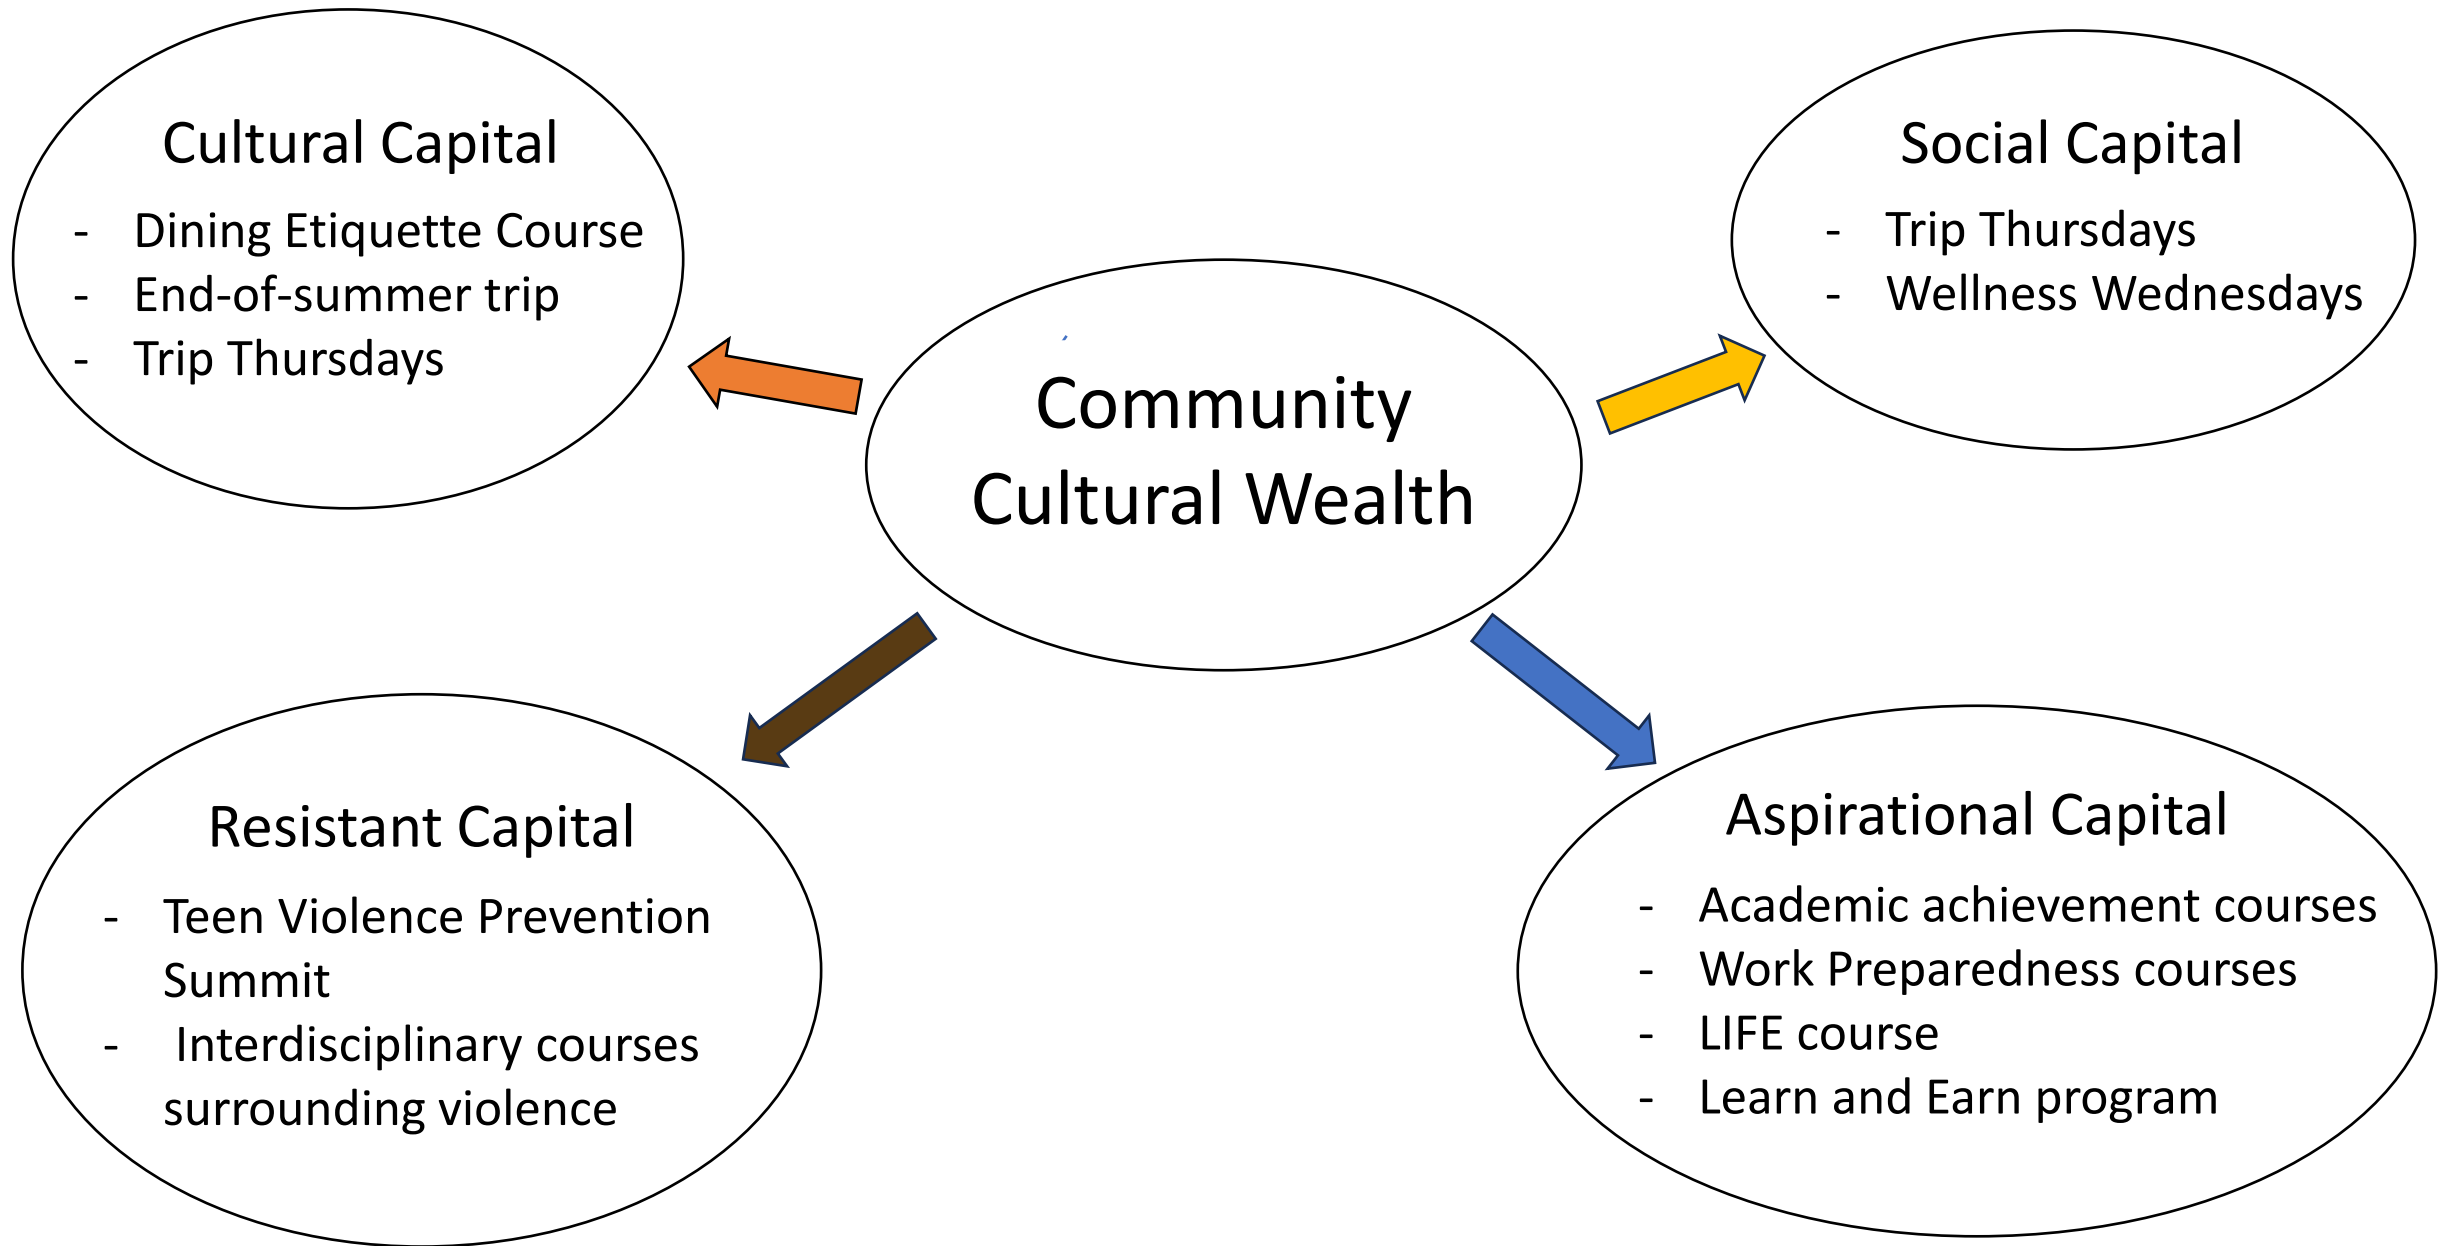 Cultural Capital
- Dining Etiquette Course
- End-of-summer trip
- Trip Thursdays
Social Capital
- Trip Thursdays
- Wellness Wednesdays
Community
Cultural Wealth
Resistant Capital
- Teen Violence Prevention
Summit
- Interdisciplinary courses
surrounding violence
Aspirational Capital
- Academic achievement courses
- Work Preparedness courses
- LIFE course
- Learn and Earn program